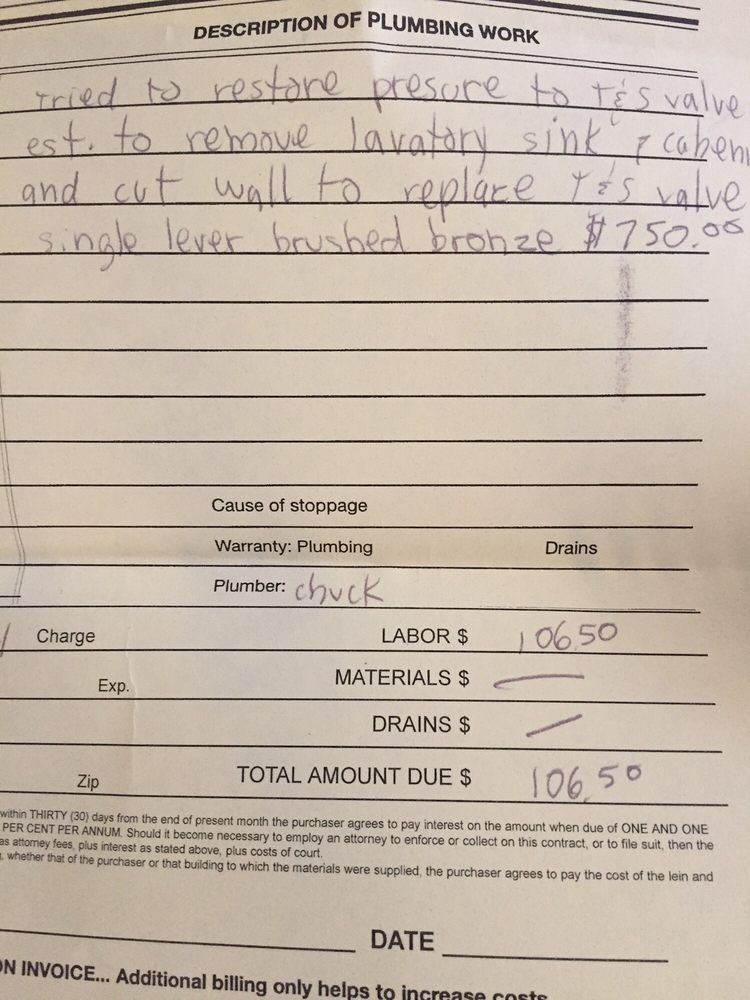 DESCRIPTION OF PLUMBING WORK
Tried to restore presure to T&S valve
est. to remove lavatory sink & cabeni
and cut wall to replace T&S valve
single lever brushed bronze $750.00
Cause of stoppage
Warranty: Plumbing Drains
Plumber: chuck
Charge LABOR $ 106.50
Exp. MATERIALS $ —
DRAINS $ —
Zip TOTAL AMOUNT DUE $ 106.50
within THIRTY (30) days from the end of present month the purchaser agrees to pay interest on the amount when due of ONE AND ONE
PER CENT PER ANNUM. Should it become necessary to employ an attorney to enforce or collect on this contract, or to file suit, then the
as attorney fees, plus interest as stated above, plus costs of court.
, whether that of the purchaser or that building to which the materials were supplied, the purchaser agrees to pay the cost of the lein and
DATE
ON INVOICE... Additional billing only helps to increase costs